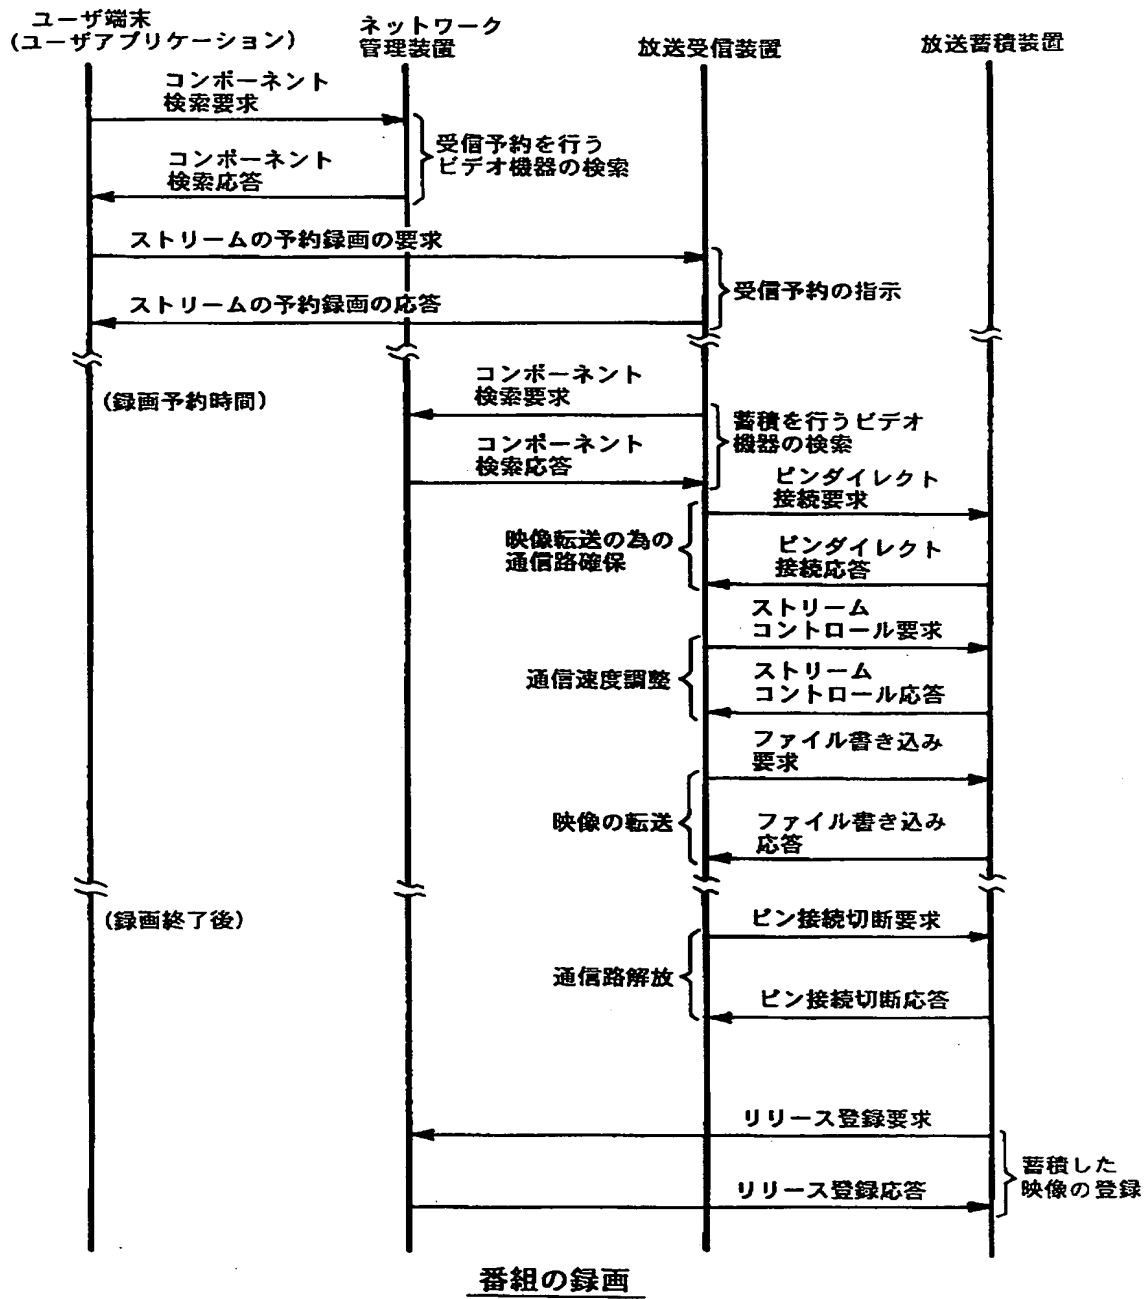 ユーザ端末
(ユーザアプリケーション)
ネットワーク
管理装置
放送受信装置
放送蓄積装置
コンポーネント
検索要求
受信予約を行う
ビデオ機器の検索
コンポーネント
検索応答
ストリームの予約録画の要求
受信予約の指示
ストリームの予約録画の応答
(録画予約時間)
コンポーネント
検索要求
蓄積を行うビデオ
機器の検索
コンポーネント
検索応答
ピンダイレクト
接続要求
映像転送の為の
通信路確保
ピンダイレクト
接続応答
ストリーム
コントロール要求
通信速度調整
ストリーム
コントロール応答
ファイル書き込み
要求
映像の転送
ファイル書き込み
応答
(録画終了後)
ピン接続切断要求
通信路解放
ピン接続切断応答
リリース登録要求
蓄積した
映像の登録
リリース登録応答
番組の録画